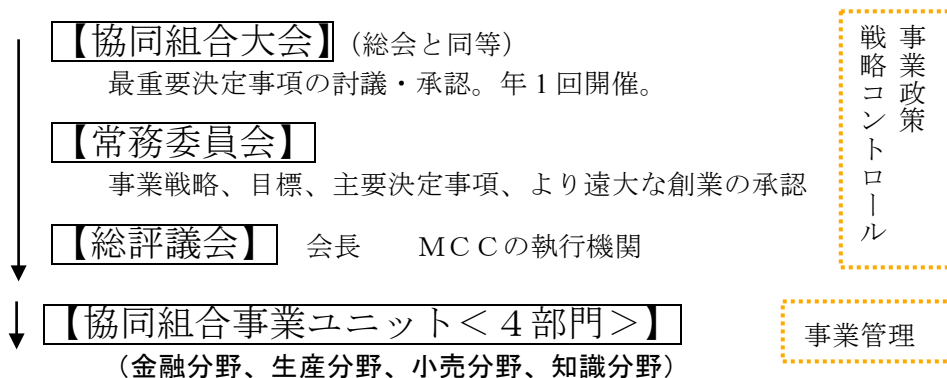 【協同組合大会】(総会と同等)
最重要決定事項の討議・承認。年1回開催。
【常務委員会】
事業戦略、目標、主要決定事項、より遠大な創業の承認
【総評議会】 会長 MCCの執行機関
事業政策
戦略コントロール
【協同組合事業ユニット<4部門>】
(金融分野、生産分野、小売分野、知識分野)
事業管理